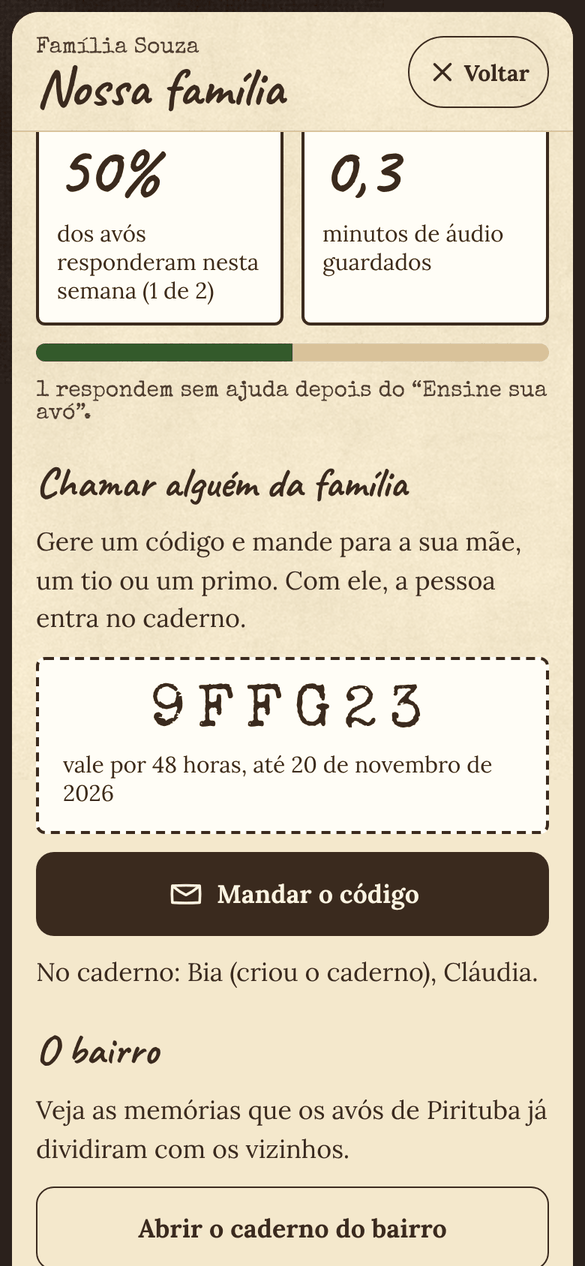 Família Souza
Nossa família
Voltar
50%
dos avós
responderam nesta
semana (1 de 2)
0,3
minutos de áudio
guardados
1 respondem sem ajuda depois do “Ensine sua
avó”.
Chamar alguém da família
Gere um código e mande para a sua mãe,
um tio ou um primo. Com ele, a pessoa
entra no caderno.
9FFG23
vale por 48 horas, até 20 de novembro de
2026
Mandar o código
No caderno: Bia (criou o caderno), Cláudia.
O bairro
Veja as memórias que os avós de Pirituba já
dividiram com os vizinhos.
Abrir o caderno do bairro